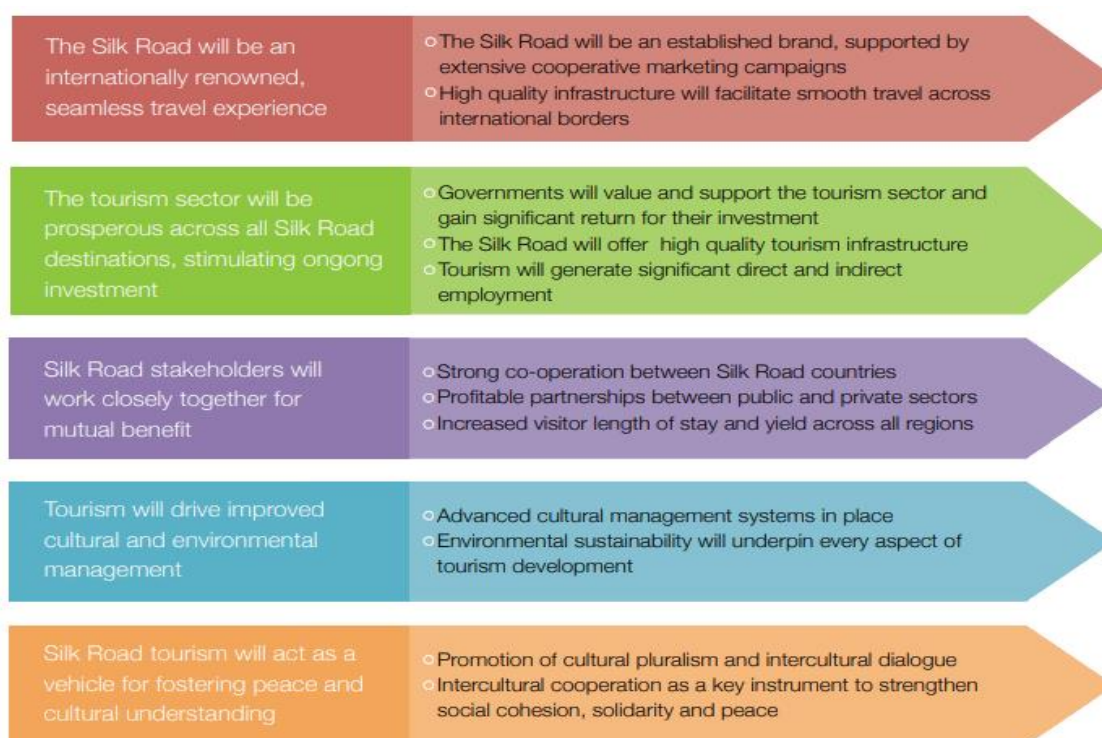 The Silk Road will be an
internationally renowned,
seamless travel experience
○ The Silk Road will be an established brand, supported by
extensive cooperative marketing campaigns
○ High quality infrastructure will facilitate smooth travel across
international borders
The tourism sector will be
prosperous across all Silk Road
destinations, stimulating ongong
investment
○ Governments will value and support the tourism sector and
gain significant return for their investment
○ The Silk Road will offer high quality tourism infrastructure
○ Tourism will generate significant direct and indirect
employment
Silk Road stakeholders will
work closely together for
mutual benefit
○ Strong co-operation between Silk Road countries
○ Profitable partnerships between public and private sectors
○ Increased visitor length of stay and yield across all regions
Tourism will drive improved
cultural and environmental
management
○ Advanced cultural management systems in place
○ Environmental sustainability will underpin every aspect of
tourism development
Silk Road tourism will act as a
vehicle for fostering peace and
cultural understanding
○ Promotion of cultural pluralism and intercultural dialogue
○ Intercultural cooperation as a key instrument to strengthen
social cohesion, solidarity and peace